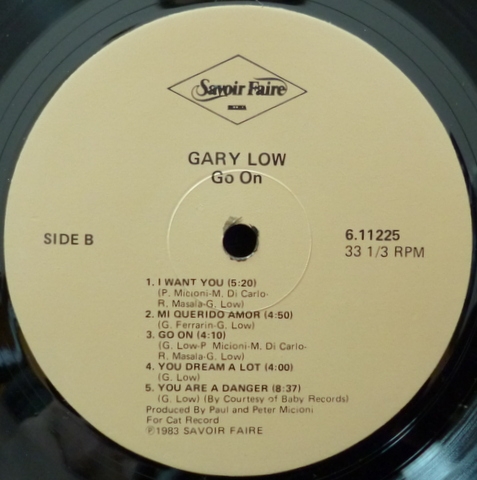 Savoir Faire
GARY LOW
Go On
SIDE B
6.11225
33 1/3 RPM
1. I WANT YOU (5:20)
(P. Micioni-M. Di Carlo-
R. Masala-G. Low)
2. MI QUERIDO AMOR (4:50)
(G. Ferrarin-G. Low)
3. GO ON (4:10)
(G. Low-P. Micioni-M. Di Carlo-
R. Masala-G. Low)
4. YOU DREAM A LOT (4:00)
(G. Low)
5. YOU ARE A DANGER (8:37)
(G. Low) (By Courtesy of Baby Records)
Produced By Paul and Peter Micioni
For Cat Record
℗1983 SAVOIR FAIRE